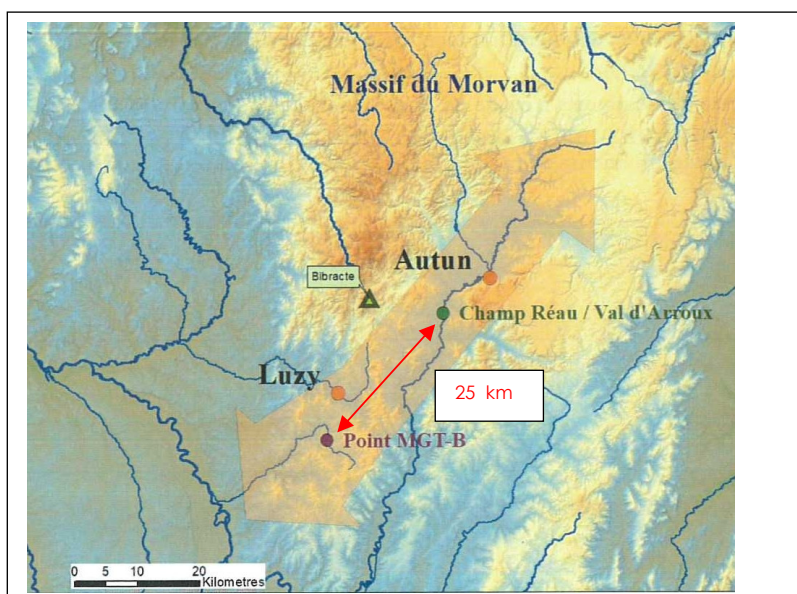 Massif du Morvan
Autun
Bibracte
Champ Réau / Val d'Arroux
Luzy
25 km
Point MGT-B
0 5 10 20
Kilometres